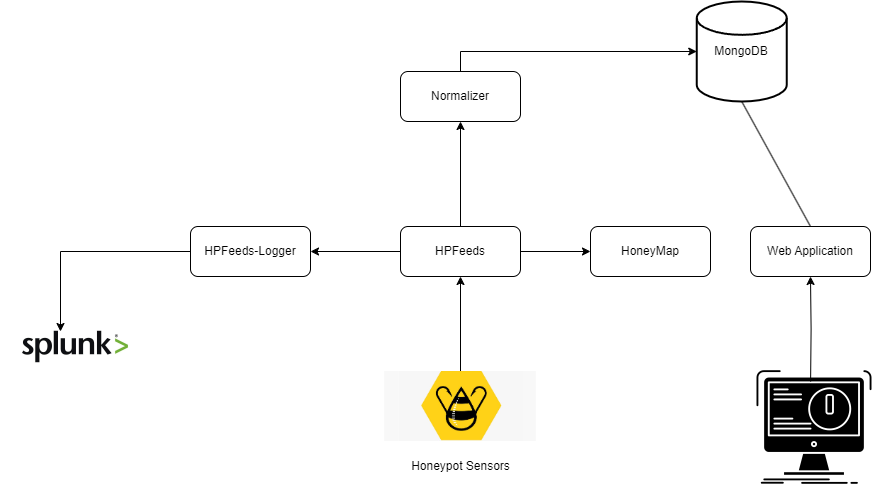 MongoDB
Normalizer
HPFeeds-Logger
HPFeeds
HoneyMap
Web Application
splunk>
Honeypot Sensors